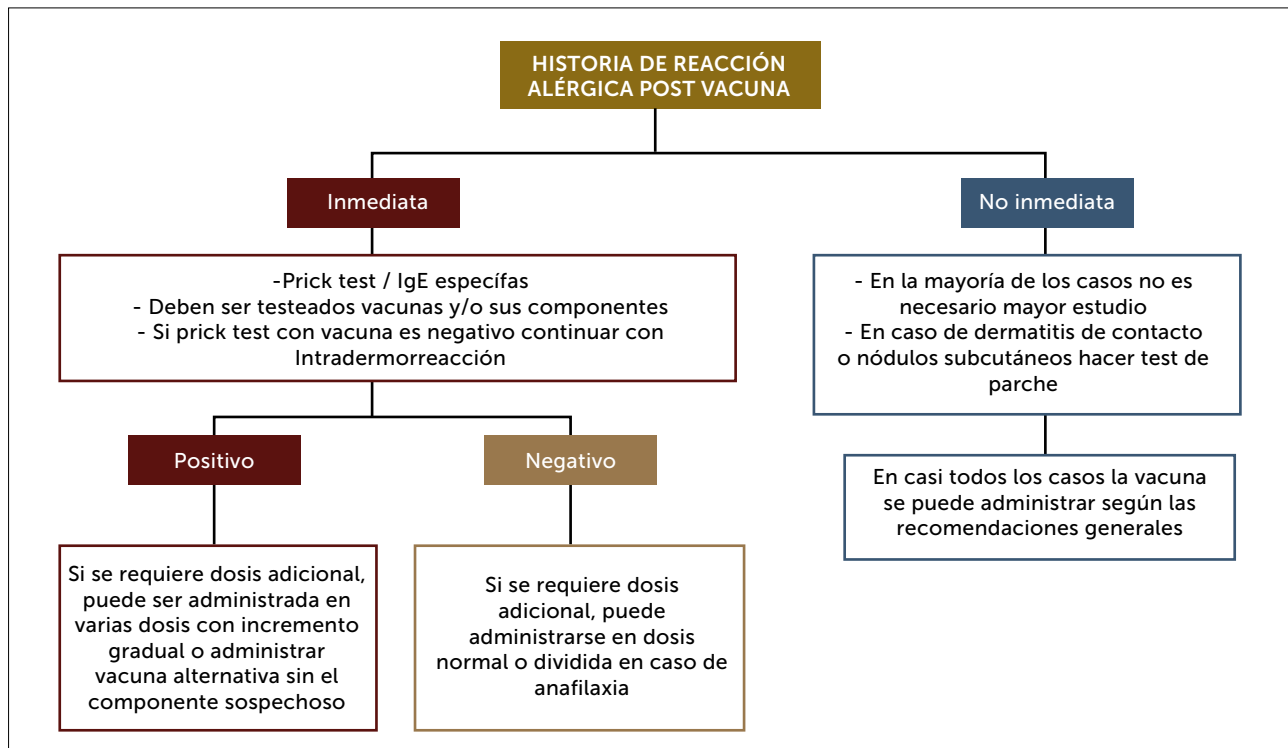 HISTORIA DE REACCIÓN
ALÉRGICA POST VACUNA
Inmediata
-Prick test / IgE específas
- Deben ser testeados vacunas y/o sus componentes
- Si prick test con vacuna es negativo continuar con
Intradermorreacción
Positivo
Si se requiere dosis adicional,
puede ser administrada en
varias dosis con incremento
gradual o administrar
vacuna alternativa sin el
componente sospechoso
Negativo
Si se requiere dosis
adicional, puede
administrarse en dosis
normal o dividida en caso de
anafilaxia
No inmediata
- En la mayoría de los casos no es
necesario mayor estudio
- En caso de dermatitis de contacto
o nódulos subcutáneos hacer test de
parche
En casi todos los casos la vacuna
se puede administrar según las
recomendaciones generales